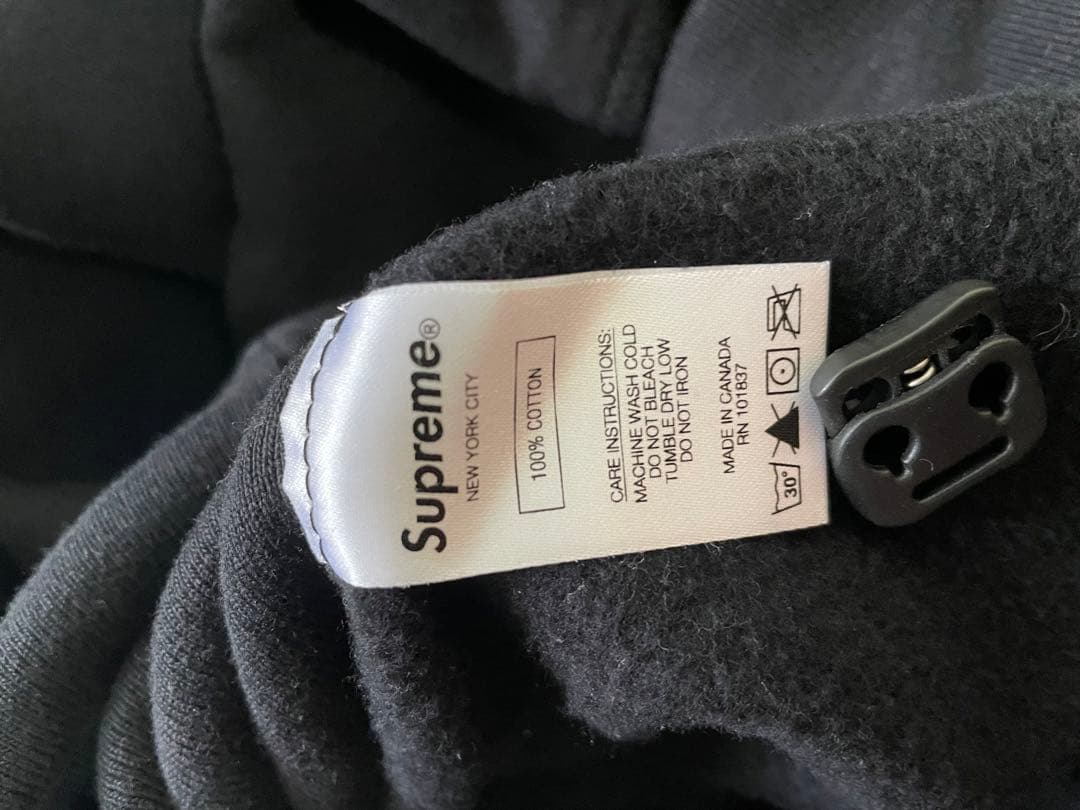 Supreme®
NEW YORK CITY
100% COTTON
CARE INSTRUCTIONS:
MACHINE WASH COLD
DO NOT BLEACH
TUMBLE DRY LOW
DO NOT IRON
MADE IN CANADA
RN 101837
30°